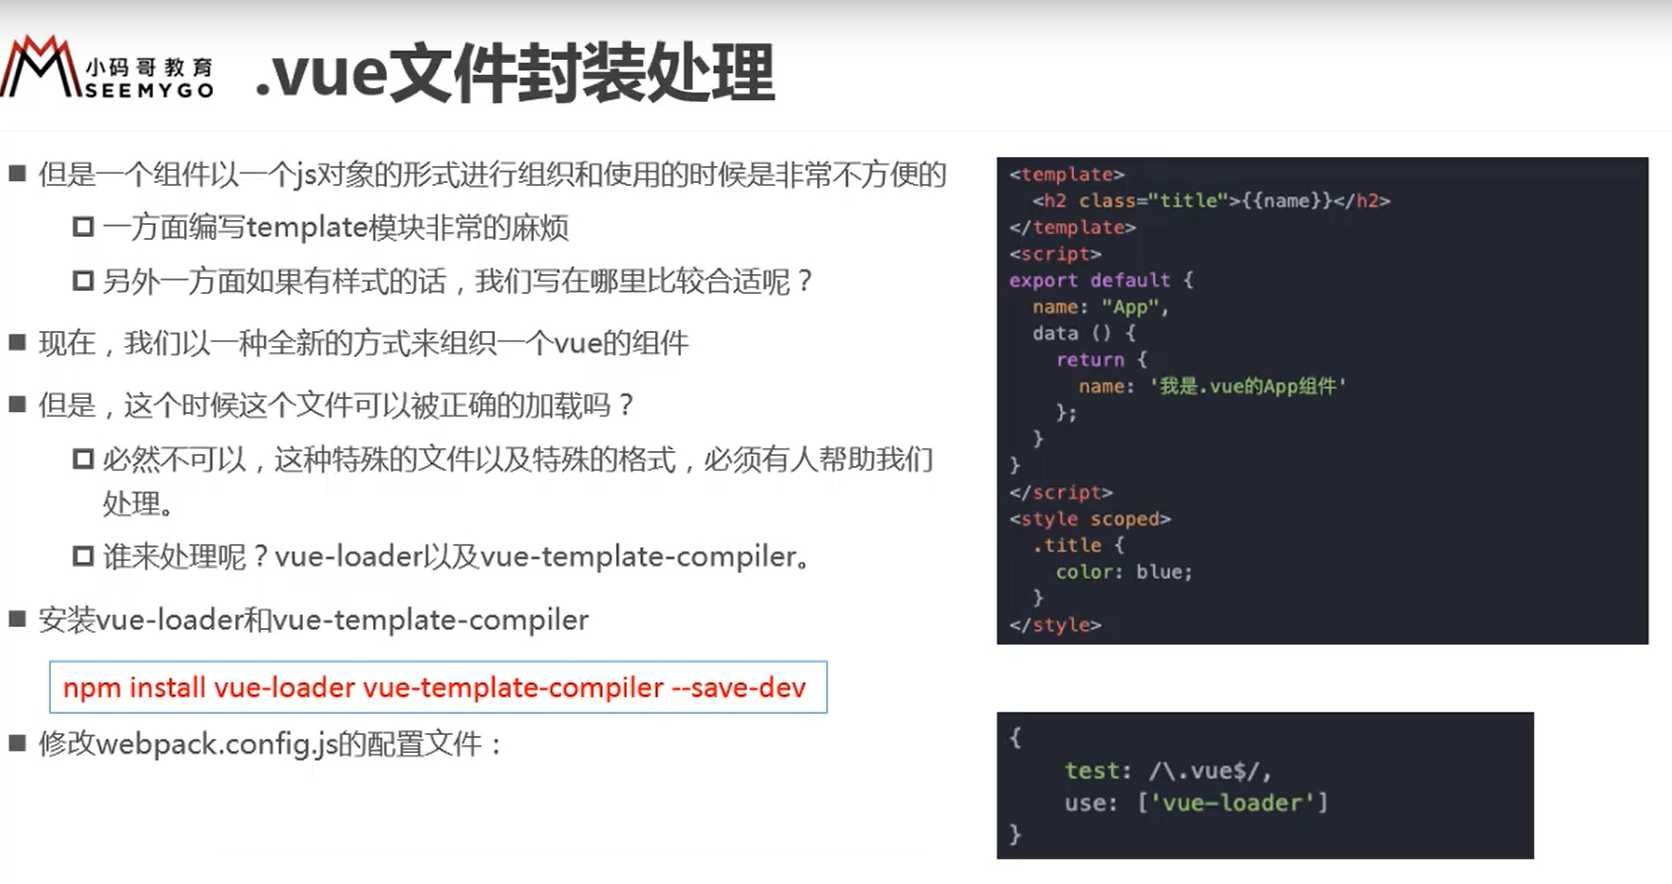 小码哥教育
SEEMYGO
.vue文件封装处理
但是一个组件以一个js对象的形式进行组织和使用的时候是非常不方便的
一方面编写template模块非常的麻烦
另外一方面如果有样式的话，我们写在哪里比较合适呢？
现在，我们以一种全新的方式来组织一个vue的组件
但是，这个时候这个文件可以被正确的加载吗？
必然不可以，这种特殊的文件以及特殊的格式，必须有人帮助我们
处理。
谁来处理呢？vue-loader以及vue-template-compiler。
安装vue-loader和vue-template-compiler
npm install vue-loader vue-template-compiler --save-dev
修改webpack.config.js的配置文件：
<template>
  <h2 class="title">{{name}}</h2>
</template>
<script>
export default {
  name: "App",
  data () {
    return {
      name: '我是.vue的App组件'
    };
  }
}
</script>
<style scoped>
  .title {
    color: blue;
  }
</style>
{
    test: /\.vue$/,
    use: ['vue-loader']
}